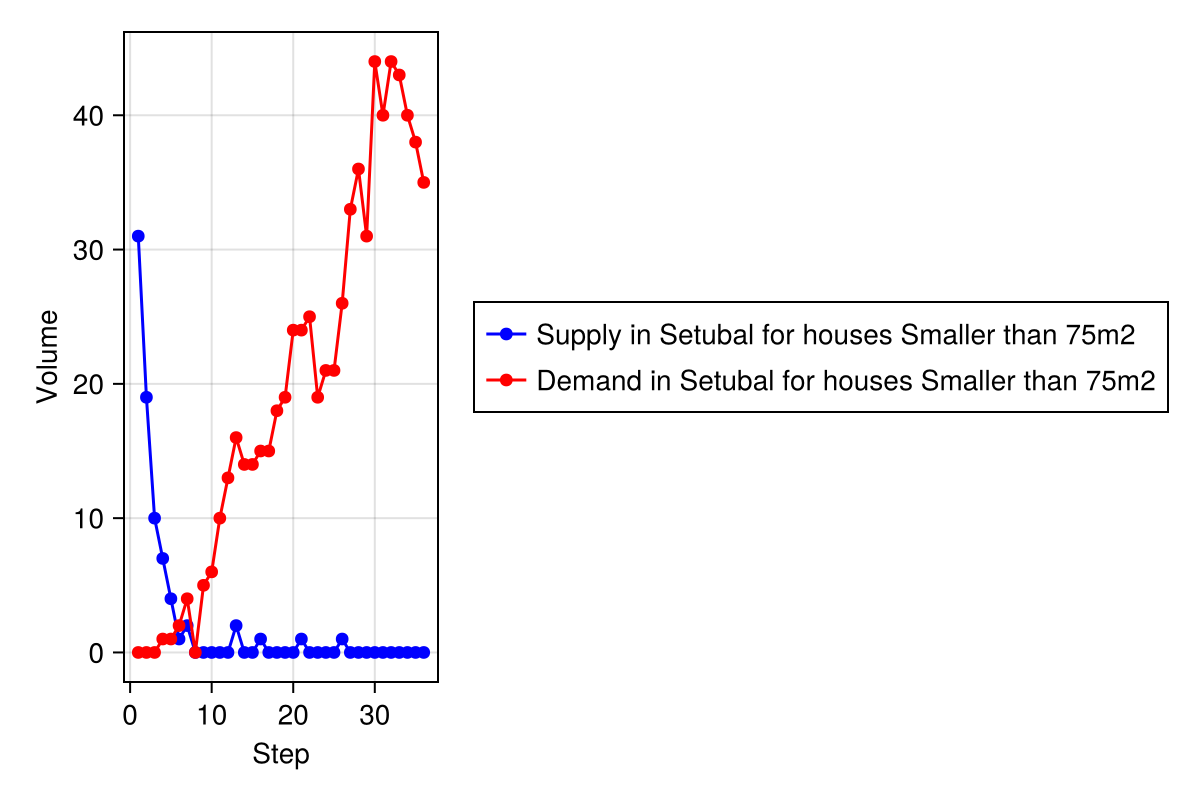 Volume
40
30
20
10
0
0 10 20 30
Step
Supply in Setubal for houses Smaller than 75m2
Demand in Setubal for houses Smaller than 75m2